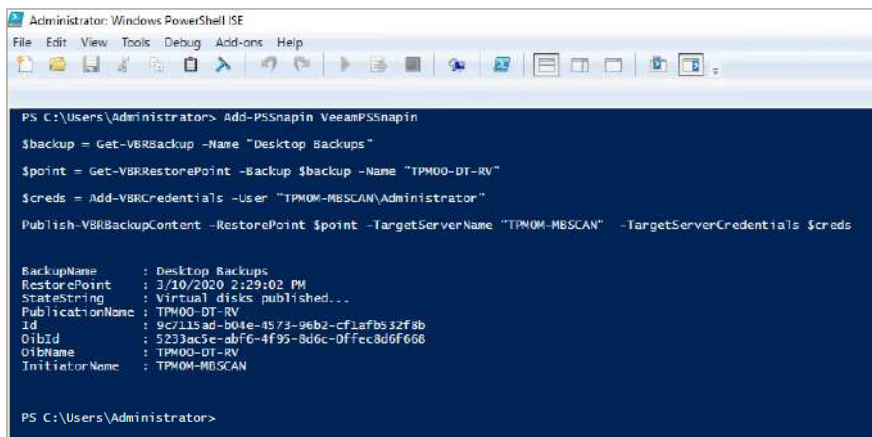 Administrator: Windows PowerShell ISE
File Edit View Tools Debug Add-ons Help
PS C:\Users\Administrator> Add-PSSnapin VeeamPSSnapin
$backup = Get-VBRBackup -Name "Desktop Backups"
$point = Get-VBRRestorePoint -Backup $backup -Name "TPM00-DT-RV"
$creds = Add-VBRCredentials -User "TPM0M-MBSCAN\Administrator"
Publish-VBRBackupContent -RestorePoint $point -TargetServerName "TPM0M-MBSCAN" -TargetServerCredentials $creds
BackupName : Desktop Backups
RestorePoint : 3/10/2020 2:29:02 PM
StateString : Virtual disks published...
PublicationName : TPM00-DT-RV
Id : 9c7115ad-b04e-4573-96b2-cf1afb532f8b
OibId : 5233ac5e-abf6-4f95-8d6c-0ffec8d6f668
OibName : TPM00-DT-RV
InitiatorName : TPM0M-MBSCAN
PS C:\Users\Administrator>